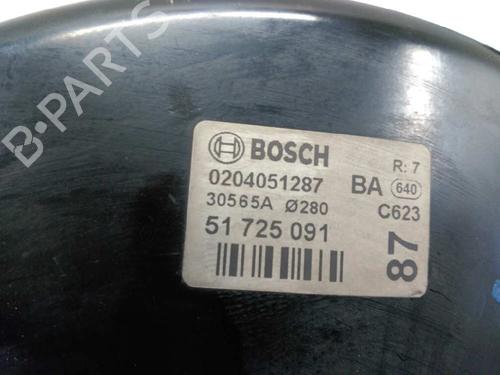 B-PARTS
BOSCH R: 7
0204051287 BA 640
30565A Ø280 C623
51 725 091
87